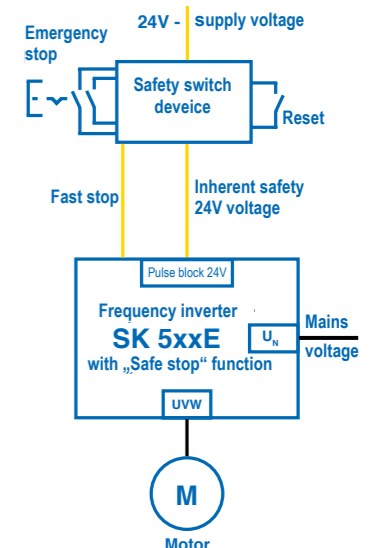 24V - supply voltage
Emergency
stop
Safety switch
deveice
Reset
Fast stop
Inherent safety
24V voltage
Pulse block 24V
Frequency inverter
SK 5xxE
with „Safe stop“ function
U_N
Mains
voltage
UVW
M
Motor